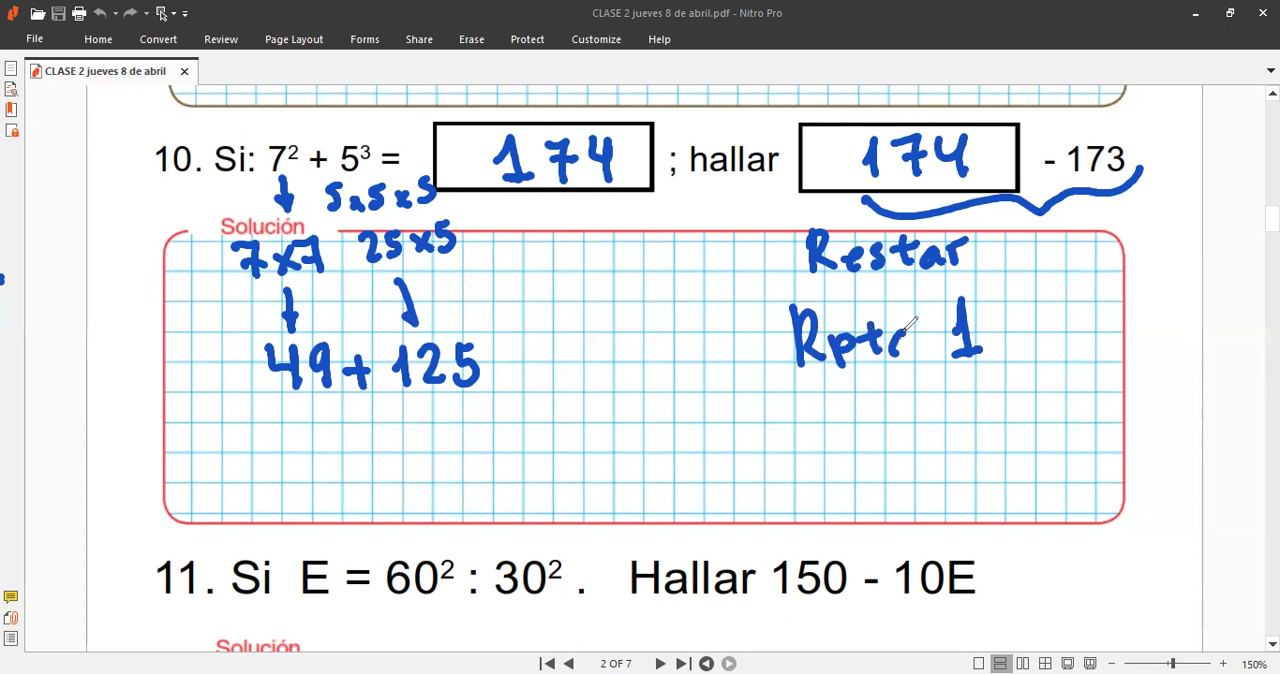 CLASE 2 jueves 8 de abril.pdf - Nitro Pro
File Home Convert Review Page Layout Forms Share Erase Protect Customize Help
CLASE 2 jueves 8 de abril
10. Si: 7² + 5³ = 174 ; hallar 174 - 173
5x5x5
Solución
7x7 25x5 Restar
Rpta 1
49+125
11. Si E = 60² : 30² . Hallar 150 - 10E
Solución
2 OF 7 150%